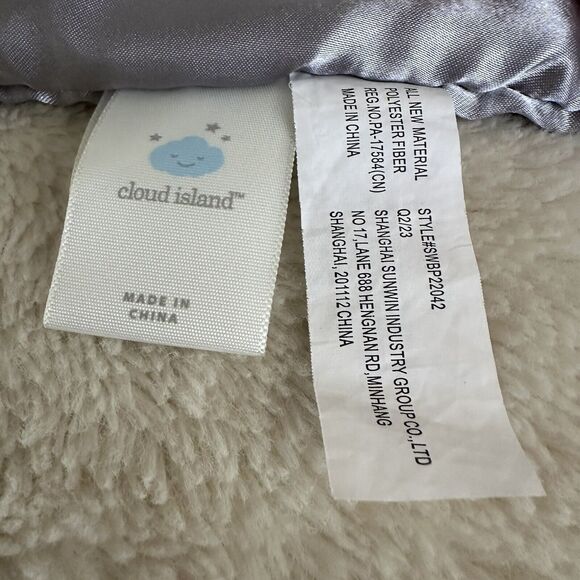 cloud island™
MADE IN
CHINA
ALL NEW MATERIAL
POLYESTER FIBER
REG.NO.PA-17584(CN)
MADE IN CHINA
STYLE#SWBP22042
Q2/23
SHANGHAI SUNWIN INDUSTRY GROUP CO.,LTD
NO 17,LANE 688 HENGNAN RD,MINHANG
SHANGHAI, 201112 CHINA